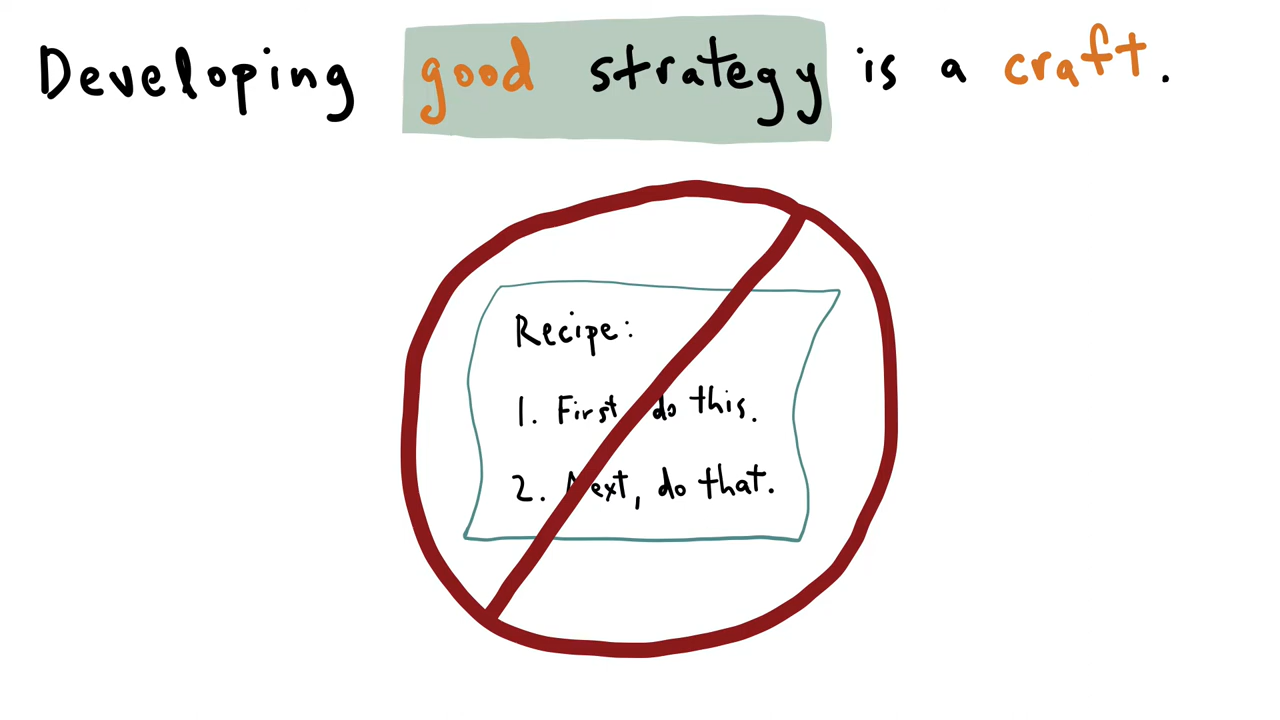 Developing good strategy is a craft.
Recipe:
1. First, do this.
2. Next, do that.